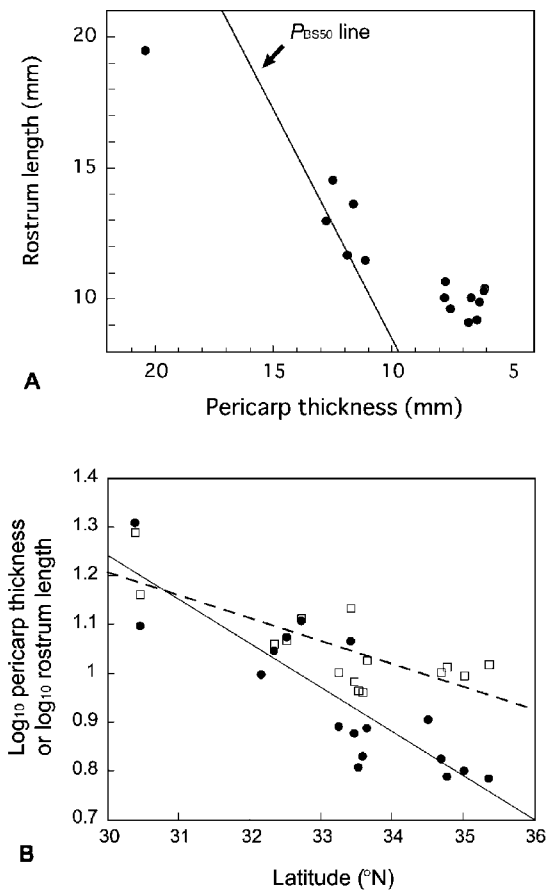 20
15
10
Rostrum length (mm)
PBS50 line
20
15
10
5
A
Pericarp thickness (mm)
1.4
1.3
1.2
1.1
1
0.9
0.8
0.7
Log10 pericarp thickness
or log10 rostrum length
30
31
32
33
34
35
36
B
Latitude (°N)